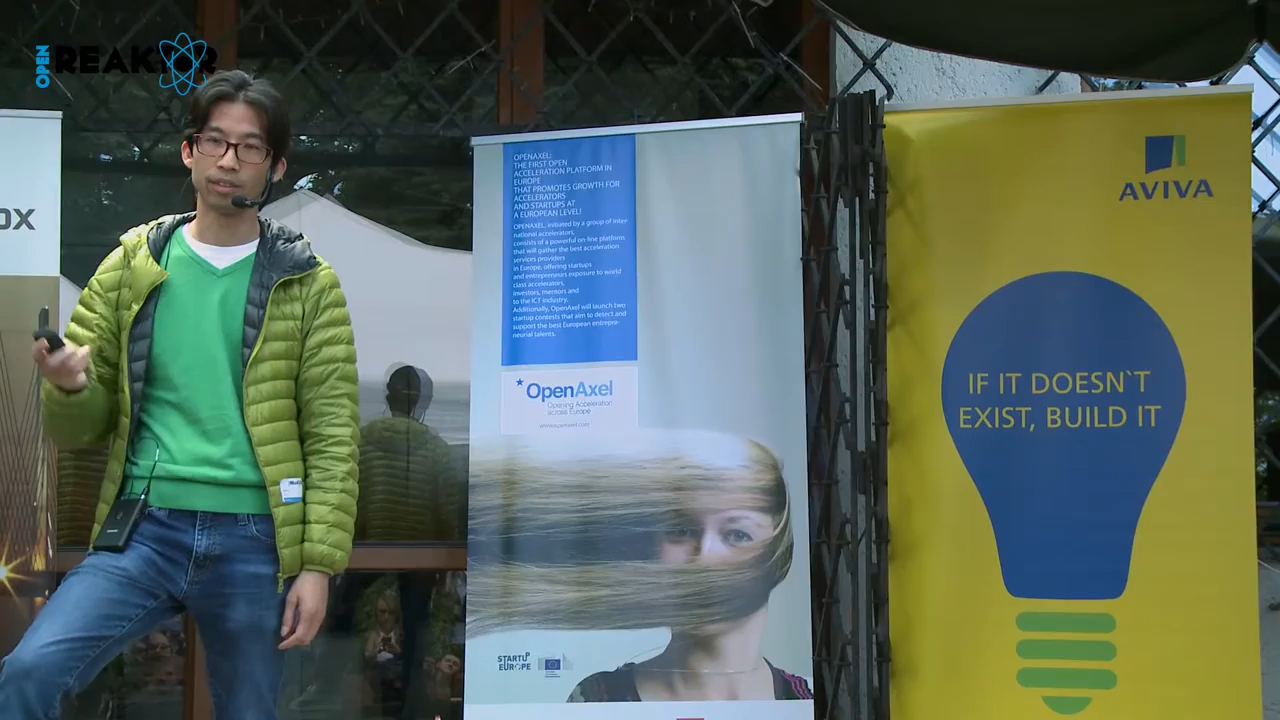 OPEN REAKTOR
OX
OPENAXEL:
THE FIRST OPEN
ACCELERATION PLATFORM IN
EUROPE
THAT PROMOTES GROWTH FOR
ACCELERATORS
AND STARTUPS AT
A EUROPEAN LEVEL!
OPENAXEL, initiated by a group of inter-
national accelerators,
consists of a powerful on-line platform
that will gather the best acceleration
services providers
in Europe, offering startups
and entrepreneurs exposure to world
class accelerators,
investors, mentors and
to the ICT industry.
Additionally, OpenAxel will launch two
startup contests that aim to detect and
support the best European entrepre-
neurial talents.
OpenAxel
Opening Acceleration
across Europe
www.openaxel.com
STARTUP
EUROPE
AVIVA
IF IT DOESN`T
EXIST, BUILD IT